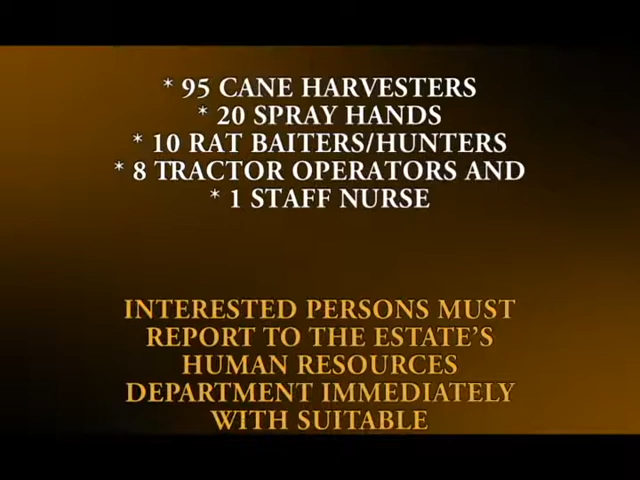 * 95 CANE HARVESTERS
* 20 SPRAY HANDS
* 10 RAT BAITERS/HUNTERS
* 8 TRACTOR OPERATORS AND
* 1 STAFF NURSE
INTERESTED PERSONS MUST
REPORT TO THE ESTATE'S
HUMAN RESOURCES
DEPARTMENT IMMEDIATELY
WITH SUITABLE